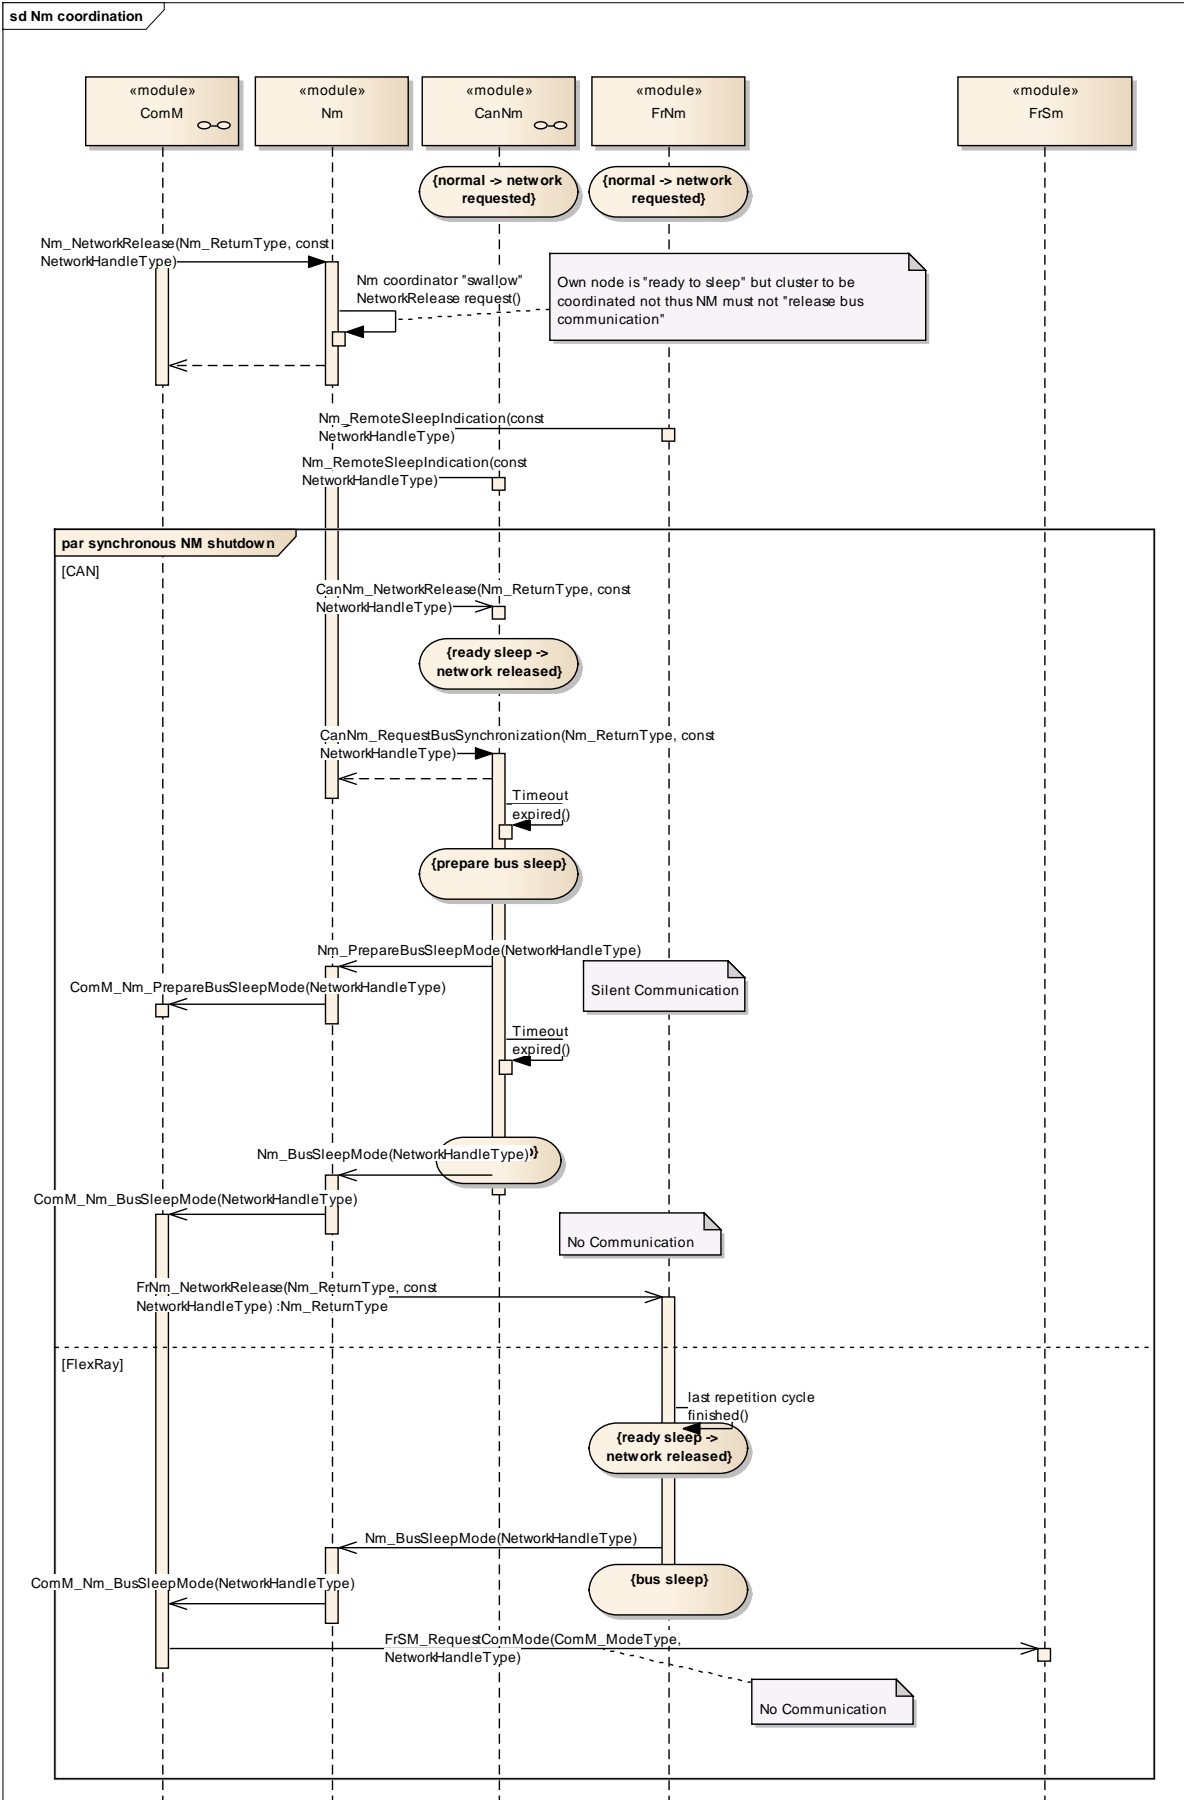 sd Nm coordination
«module»
ComM
«module»
Nm
«module»
CanNm
«module»
FrNm
«module»
FrSm
{normal -> network
requested}
{normal -> network
requested}
Nm_NetworkRelease(Nm_ReturnType, const
NetworkHandleType)
Nm coordinator "swallow"
NetworkRelease request()
Own node is "ready to sleep" but cluster to be
coordinated not thus NM must not "release bus
communication"
Nm_RemoteSleepIndication(const
NetworkHandleType)
Nm_RemoteSleepIndication(const
NetworkHandleType)
par synchronous NM shutdown
[CAN]
CanNm_NetworkRelease(Nm_ReturnType, const
NetworkHandleType)
{ready sleep ->
network released}
CanNm_RequestBusSynchronization(Nm_ReturnType, const
NetworkHandleType)
Timeout
expired()
{prepare bus sleep}
Nm_PrepareBusSleepMode(NetworkHandleType)
Silent Communication
ComM_Nm_PrepareBusSleepMode(NetworkHandleType)
Timeout
expired()
Nm_BusSleepMode(NetworkHandleType)
ComM_Nm_BusSleepMode(NetworkHandleType)
No Communication
FrNm_NetworkRelease(Nm_ReturnType, const
NetworkHandleType) :Nm_ReturnType
[FlexRay]
last repetition cycle
finished()
{ready sleep ->
network released}
Nm_BusSleepMode(NetworkHandleType)
{bus sleep}
ComM_Nm_BusSleepMode(NetworkHandleType)
FrSM_RequestComMode(ComM_ModeType,
NetworkHandleType)
No Communication